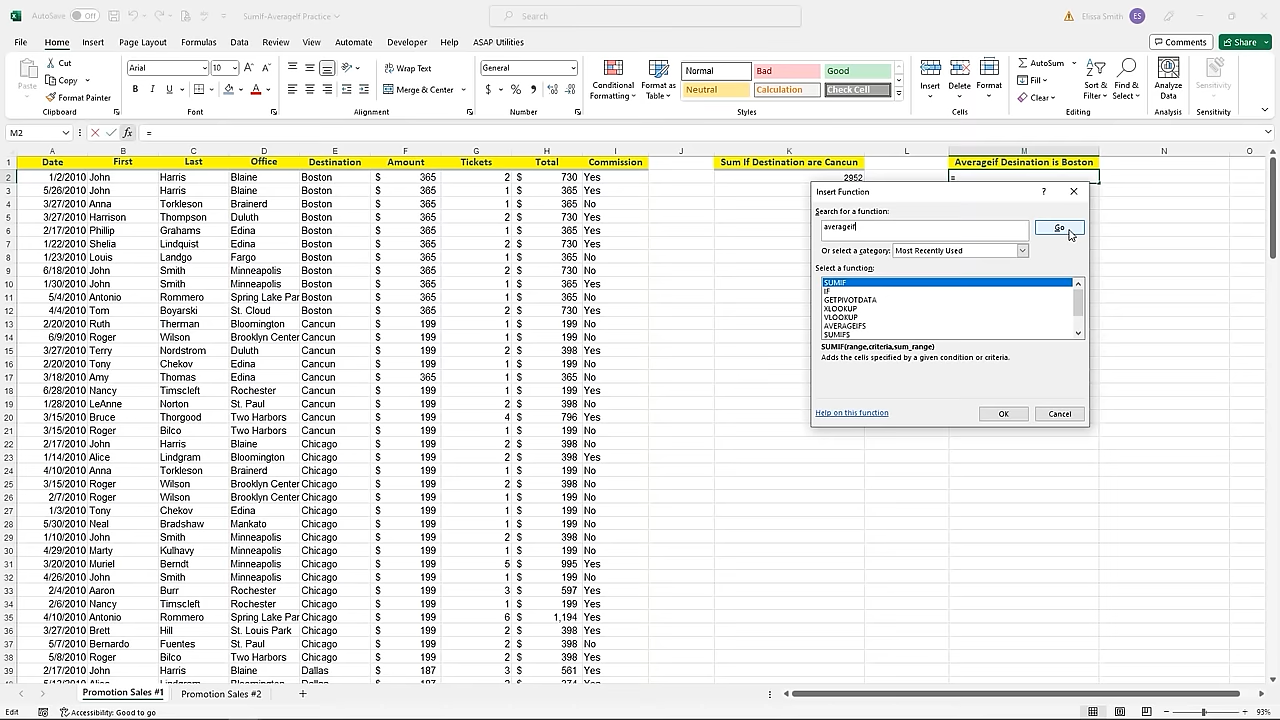 AutoSave Off Sumif-AverageIf Practice Search Elissa Smith ES
File Home Insert Page Layout Formulas Data Review View Automate Developer Help ASAP Utilities Comments Share
Paste Cut Copy Format Painter Clipboard
Arial 10 B I U Font
Wrap Text Merge & Center Alignment
General $ % Number
Conditional Formatting Format as Table Normal Bad Good Neutral Calculation Check Cell Styles
Insert Delete Format Cells
AutoSum Fill Clear Sort & Filter Find & Select Editing
Analyze Data Analysis Sensitivity Sensitivity
M2 fx =
A B C D E F G H I J K L M N O
1 Date First Last Office Destination Amount Tickets Total Commission Sum If Destination are Cancun Averageif Desination is Boston
2 1/2/2010 John Harris Blaine Boston $ 365 2 $ 730 Yes 2952 =
3 5/26/2010 John Harris Blaine Boston $ 365 1 $ 365 Yes
4 3/27/2010 Anna Torkleson Brainerd Boston $ 365 1 $ 365 No
5 3/27/2010 Harrison Thompson Duluth Boston $ 365 2 $ 730 Yes
6 2/17/2010 Phillip Grahams Edina Boston $ 365 1 $ 365 Yes
7 1/22/2010 Shelia Lindquist Edina Boston $ 365 2 $ 730 Yes
8 1/23/2010 Louis Landgo Fargo Boston $ 365 1 $ 365 No
9 6/18/2010 John Smith Minneapolis Boston $ 365 2 $ 730 No
10 1/30/2010 John Smith Minneapolis Boston $ 365 1 $ 365 Yes
11 5/4/2010 Antonio Rommero Spring Lake Par Boston $ 365 1 $ 365 No
12 4/4/2010 Tom Boyarski St. Cloud Boston $ 365 2 $ 730 Yes
13 2/20/2010 Ruth Therman Bloomington Cancun $ 199 1 $ 199 No
14 6/9/2010 Roger Wilson Brooklyn Center Cancun $ 199 1 $ 199 No
15 3/27/2010 Terry Nordstrom Duluth Cancun $ 199 2 $ 398 Yes
16 2/20/2010 Tony Chekov Edina Cancun $ 365 1 $ 365 No
17 3/18/2010 Amy Thomas Edina Cancun $ 365 1 $ 365 No
18 6/28/2010 Nancy Timscleft Rochester Cancun $ 199 1 $ 199 Yes
19 1/28/2010 LeAnne Norton St. Paul Cancun $ 199 2 $ 398 No
20 3/15/2010 Bruce Thorgood Two Harbors Cancun $ 199 4 $ 796 Yes
21 3/15/2010 Roger Bilco Two Harbors Cancun $ 199 1 $ 199 No
22 2/17/2010 John Harris Blaine Chicago $ 199 2 $ 398 No
23 1/14/2010 Alice Lindgram Bloomington Chicago $ 199 2 $ 398 Yes
24 4/10/2010 Anna Torkleson Brainerd Chicago $ 199 1 $ 199 No
25 3/15/2010 Roger Wilson Brooklyn Center Chicago $ 199 2 $ 398 No
26 2/7/2010 Roger Wilson Brooklyn Center Chicago $ 199 1 $ 199 No
27 1/3/2010 Tony Chekov Edina Chicago $ 199 1 $ 199 Yes
28 5/30/2010 Neal Bradshaw Mankato Chicago $ 199 1 $ 199 No
29 1/10/2010 John Smith Minneapolis Chicago $ 199 2 $ 398 No
30 4/29/2010 Marty Kulhavy Minneapolis Chicago $ 199 1 $ 199 No
31 3/20/2010 Muriel Berndt Minneapolis Chicago $ 199 5 $ 995 Yes
32 4/26/2010 John Smith Minneapolis Chicago $ 199 1 $ 199 No
33 2/4/2010 Aaron Burr Rochester Chicago $ 199 3 $ 597 Yes
34 2/6/2010 Nancy Timscleft Rochester Chicago $ 199 1 $ 199 Yes
35 4/10/2010 Antonio Rommero Spring Lake Par Chicago $ 199 6 $ 1,194 Yes
36 3/27/2010 Brett Hill St. Louis Park Chicago $ 199 2 $ 398 Yes
37 5/7/2010 Bernardo Fuentes St. Paul Chicago $ 199 2 $ 398 No
38 5/8/2010 Roger Bilco Two Harbors Chicago $ 199 2 $ 398 Yes
39 2/17/2010 John Harris Blaine Dallas $ 187 3 $ 561 Yes
Insert Function ?
Search for a function:
averageif Go
Or select a category: Most Recently Used
Select a function:
SUMIF
IF
GETPIVOTDATA
XLOOKUP
VLOOKUP
AVERAGEIFS
SUMIFS
SUMIF(range,criteria,sum_range)
Adds the cells specified by a given condition or criteria.
Help on this function OK Cancel
Promotion Sales #1 Promotion Sales #2 +
Edit Accessibility: Good to go 93%